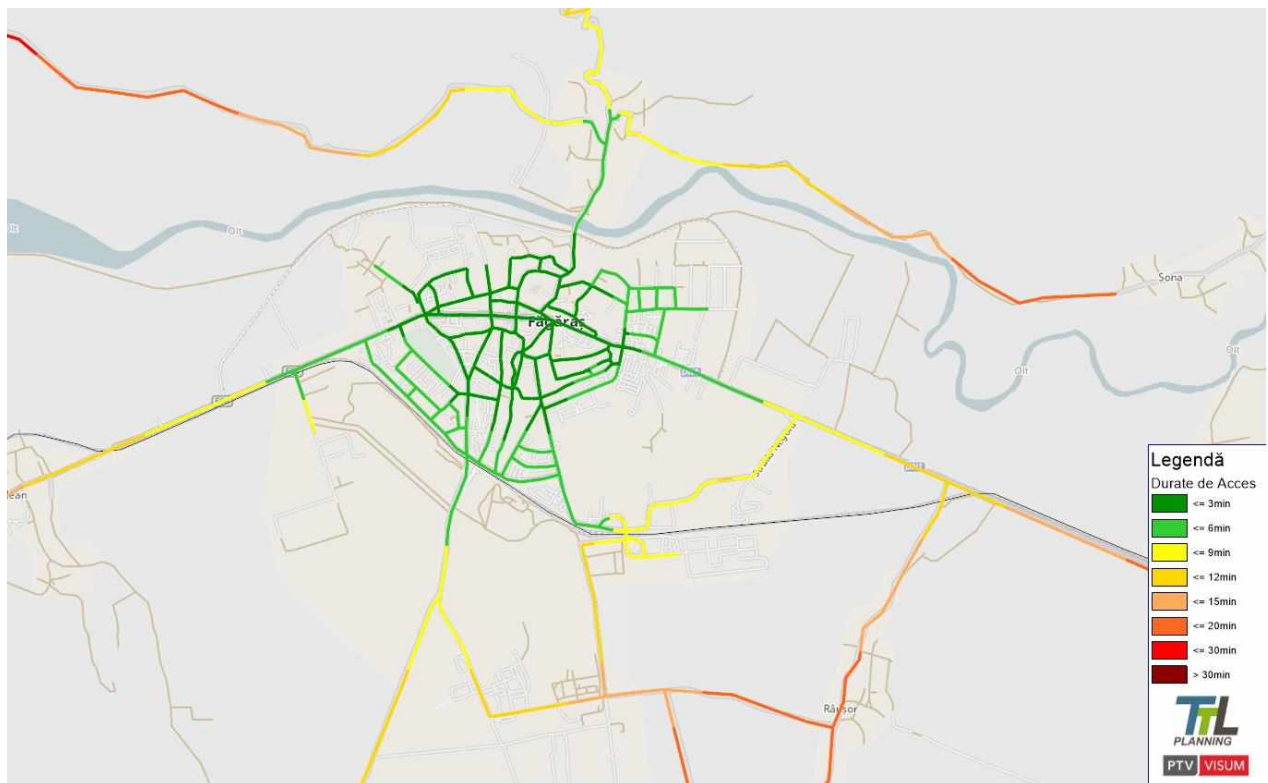 Olt
Olt
Șona
Făgăraș
Olt
Olt
Râușor
Legendă
Durate de Acces
<= 3min
<= 6min
<= 9min
<= 12min
<= 15min
<= 20min
<= 30min
> 30min
TTL
PLANNING
PTV VISUM